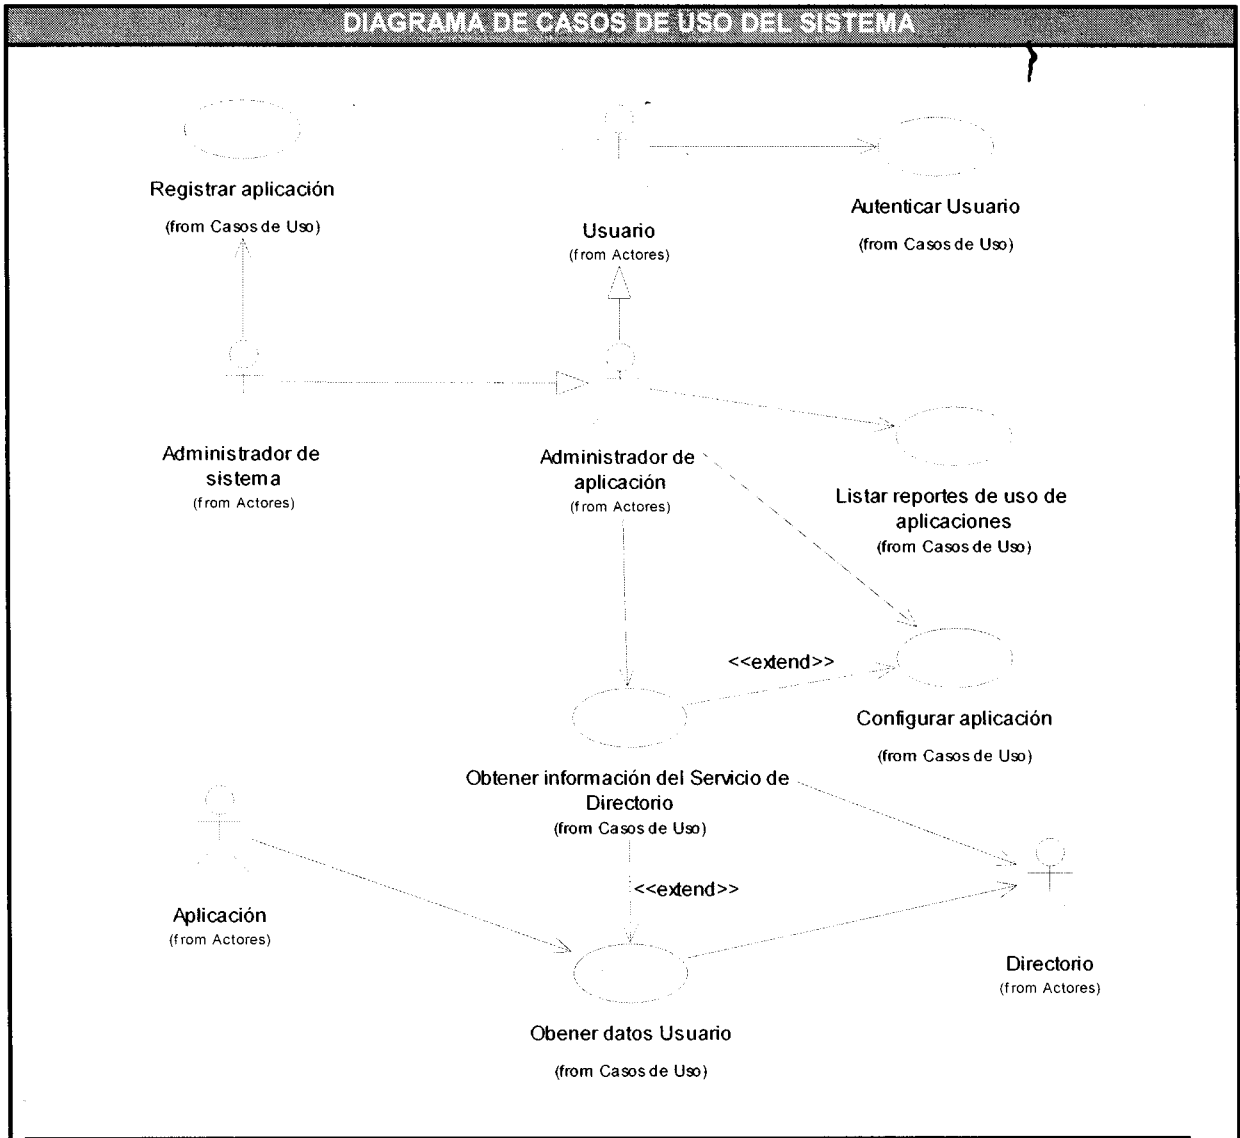 DIAGRAMA DE CASOS DE USO DEL SISTEMA
Registrar aplicación
(from Casos de Uso)
Usuario
(from Actores)
Autenticar Usuario
(from Casos de Uso)
Administrador de
sistema
(from Actores)
Administrador de
aplicación
(from Actores)
Listar reportes de uso de
aplicaciones
(from Casos de Uso)
<<extend>>
Configurar aplicación
(from Casos de Uso)
Obtener información del Servicio de
Directorio
(from Casos de Uso)
<<extend>>
Aplicación
(from Actores)
Directorio
(from Actores)
Obener datos Usuario
(from Casos de Uso)